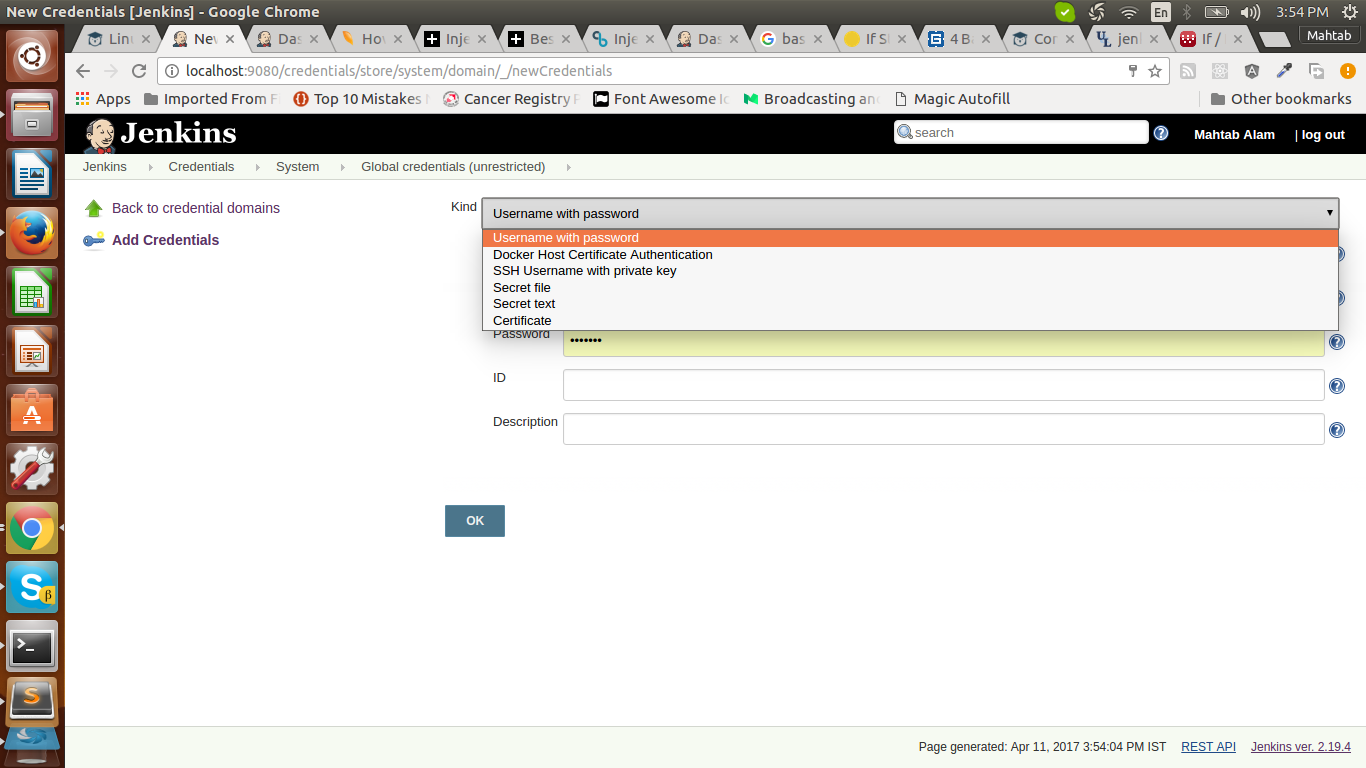 New Credentials [Jenkins] - Google Chrome
En
3:54 PM
Linu
Nev
Das
Hov
Inje
Bes
Inje
Das
bas
If S
4 B
Cor
jenl
If /
Mahtab
localhost:9080/credentials/store/system/domain/_/newCredentials
Apps
Imported From F
Top 10 Mistakes
Cancer Registry
Font Awesome Ic
Broadcasting an
Magic Autofill
Other bookmarks
Jenkins
search
Mahtab Alam
| log out
Jenkins
Credentials
System
Global credentials (unrestricted)
Back to credential domains
Add Credentials
Kind
Username with password
Username with password
Docker Host Certificate Authentication
SSH Username with private key
Secret file
Secret text
Certificate
Password
•••••••
ID
Description
OK
Page generated: Apr 11, 2017 3:54:04 PM IST
REST API
Jenkins ver. 2.19.4